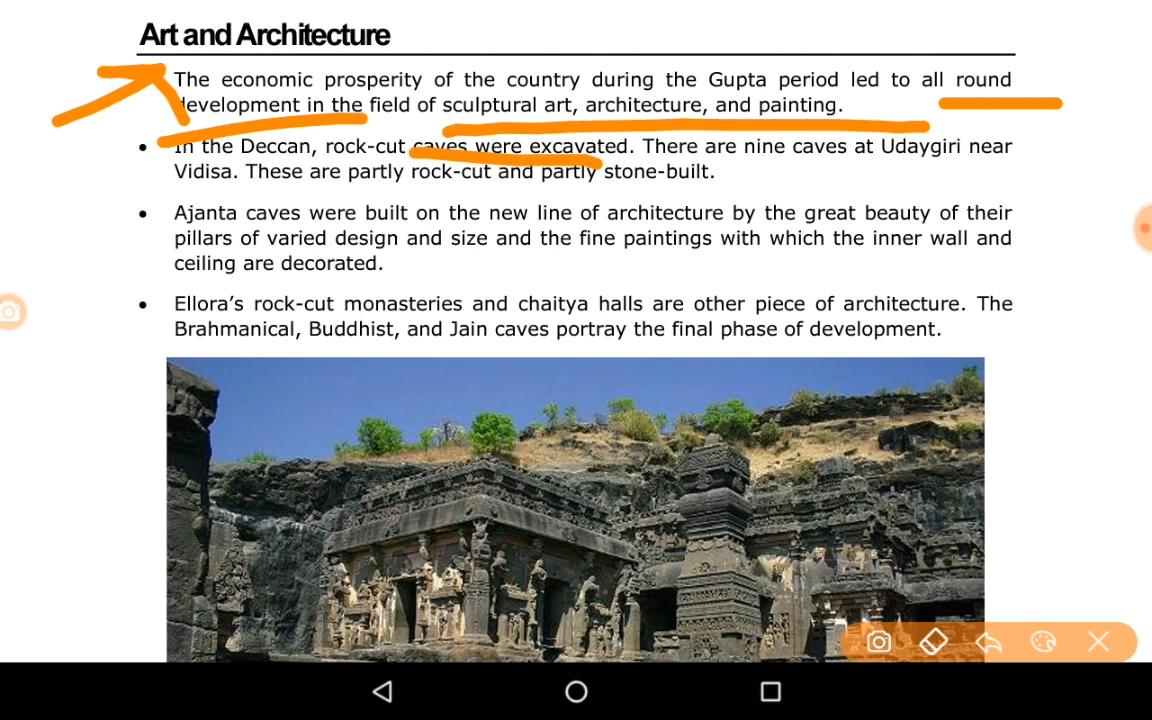 Art and Architecture
The economic prosperity of the country during the Gupta period led to all round
development in the field of sculptural art, architecture, and painting.
• In the Deccan, rock-cut caves were excavated. There are nine caves at Udaygiri near
Vidisa. These are partly rock-cut and partly stone-built.
• Ajanta caves were built on the new line of architecture by the great beauty of their
pillars of varied design and size and the fine paintings with which the inner wall and
ceiling are decorated.
• Ellora's rock-cut monasteries and chaitya halls are other piece of architecture. The
Brahmanical, Buddhist, and Jain caves portray the final phase of development.